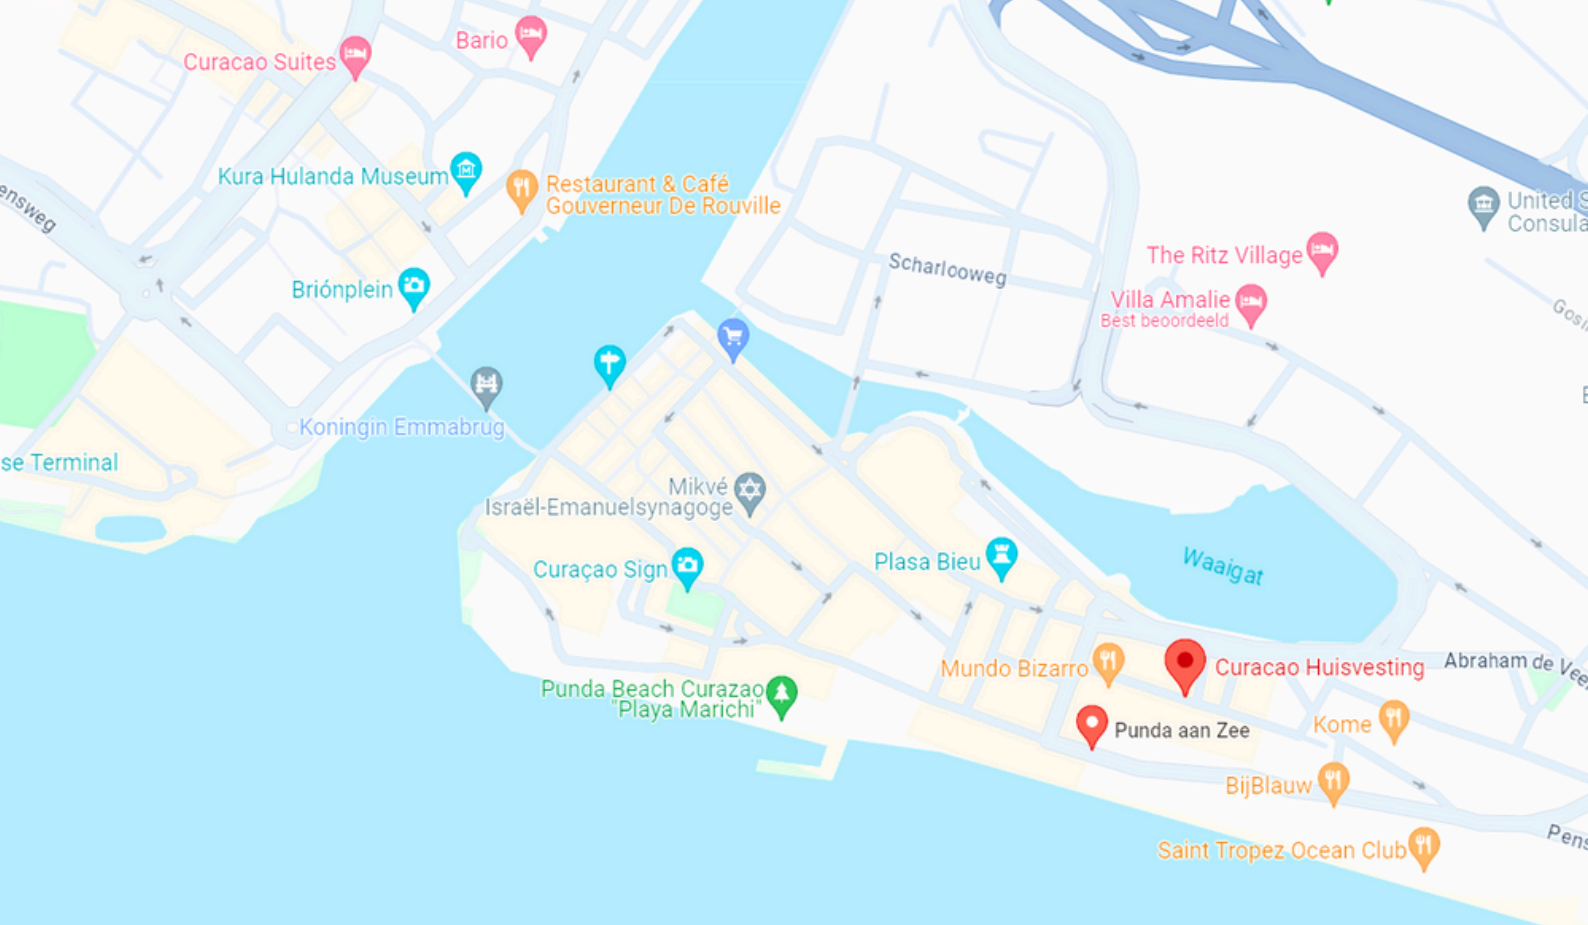 Bario
Curacao Suites
Kura Hulanda Museum
Restaurant & Café
Gouverneur De Rouville
ensweg
United S
Consula
The Ritz Village
Scharlooweg
Briónplein
Villa Amalie
Best beoordeeld
Gosi
Koningin Emmabrug
se Terminal
Mikvé
Israël-Emanuelsynagoge
Curaçao Sign
Plasa Bieu
Waaigat
Mundo Bizarro
Curacao Huisvesting
Abraham de Veer
Punda Beach Curazao
"Playa Marichi"
Punda aan Zee
Kome
BijBlauw
Saint Tropez Ocean Club
Pens